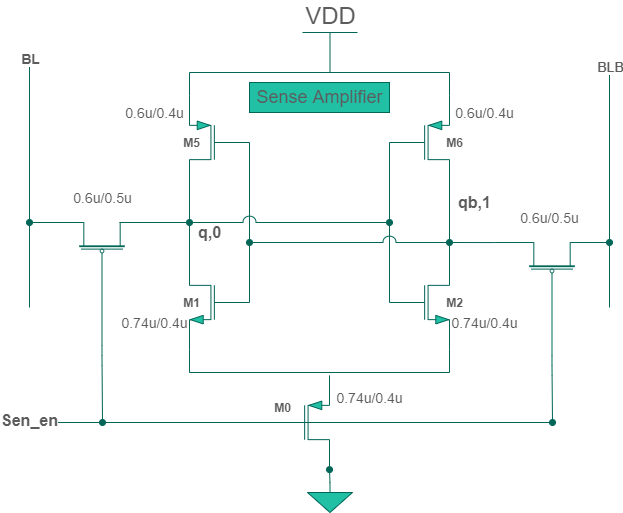 VDD
BL
BLB
Sense Amplifier
0.6u/0.4u
0.6u/0.4u
M5
M6
0.6u/0.5u
qb,1
0.6u/0.5u
q,0
M1
M2
0.74u/0.4u
0.74u/0.4u
M0
0.74u/0.4u
Sen_en